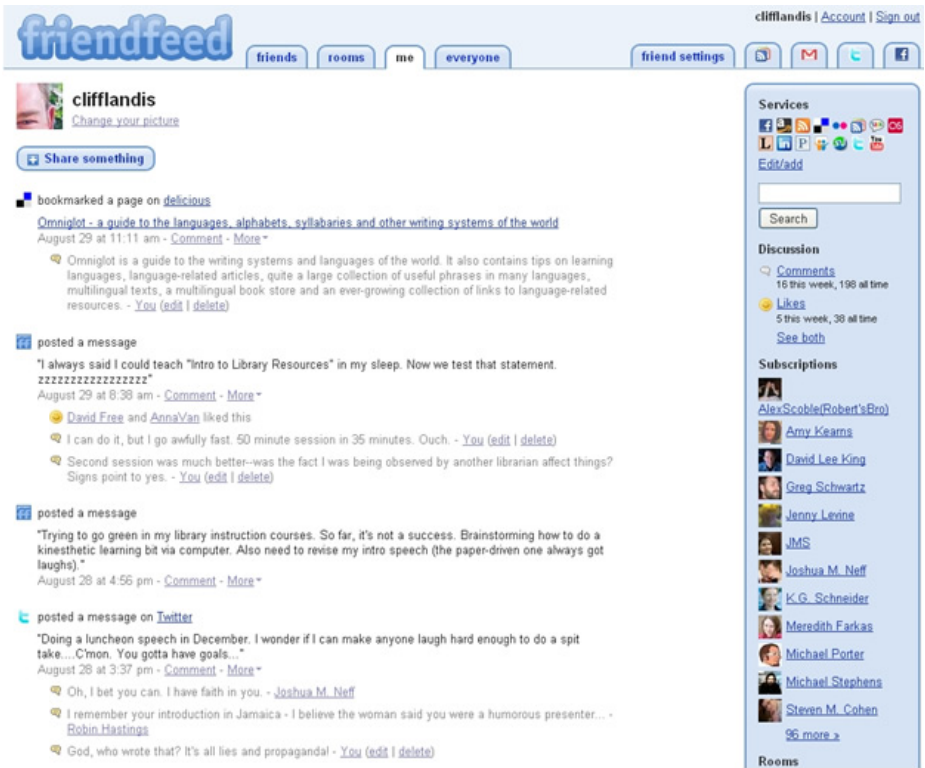 clifflandis | Account | Sign out
friendfeed
friends
rooms
me
everyone
friend settings
clifflandis
Change your picture
Share something
bookmarked a page on delicious
Omniglot - a guide to the languages, alphabets, syllabaries and other writing systems of the world
August 29 at 11:11 am - Comment - More
Omniglot is a guide to the writing systems and languages of the world. It also contains tips on learning
languages, language-related articles, quite a large collection of useful phrases in many languages,
multilingual texts, a multilingual book store and an ever-growing collection of links to language-related
resources. - You (edit | delete)
posted a message
"I always said I could teach "Intro to Library Resources" in my sleep. Now we test that statement.
zzzzzzzzzzzzzzzzz"
August 29 at 8:38 am - Comment - More
David Free and AnnaVan liked this
I can do it, but I go awfully fast. 50 minute session in 35 minutes. Ouch. - You (edit | delete)
Second session was much better--was the fact I was being observed by another librarian affect things?
Signs point to yes. - You (edit | delete)
posted a message
"Trying to go green in my library instruction courses. So far, it's not a success. Brainstorming how to do a
kinesthetic learning bit via computer. Also need to revise my intro speech (the paper-driven one always got
laughs)."
August 28 at 4:56 pm - Comment - More
posted a message on Twitter
"Doing a luncheon speech in December. I wonder if I can make anyone laugh hard enough to do a spit
take....C'mon. You gotta have goals..."
August 28 at 3:37 pm - Comment - More
Oh, I bet you can. I have faith in you. - Joshua M. Neff
I remember your introduction in Jamaica - I believe the woman said you were a humorous presenter... -
Robin Hastings
God, who wrote that? It's all lies and propaganda! - You (edit | delete)
Services
Edit/add
Search
Discussion
Comments
16 this week, 198 all time
Likes
5 this week, 38 all time
See both
Subscriptions
AlexScoble(Robert'sBro)
Amy Kearns
David Lee King
Greg Schwartz
Jenny Levine
JMS
Joshua M. Neff
K.G. Schneider
Meredith Farkas
Michael Porter
Michael Stephens
Steven M. Cohen
96 more »
Rooms